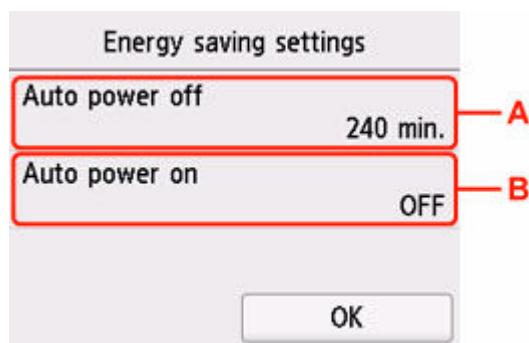 Energy saving settings
Auto power off
240 min.
A
Auto power on
OFF
B
OK